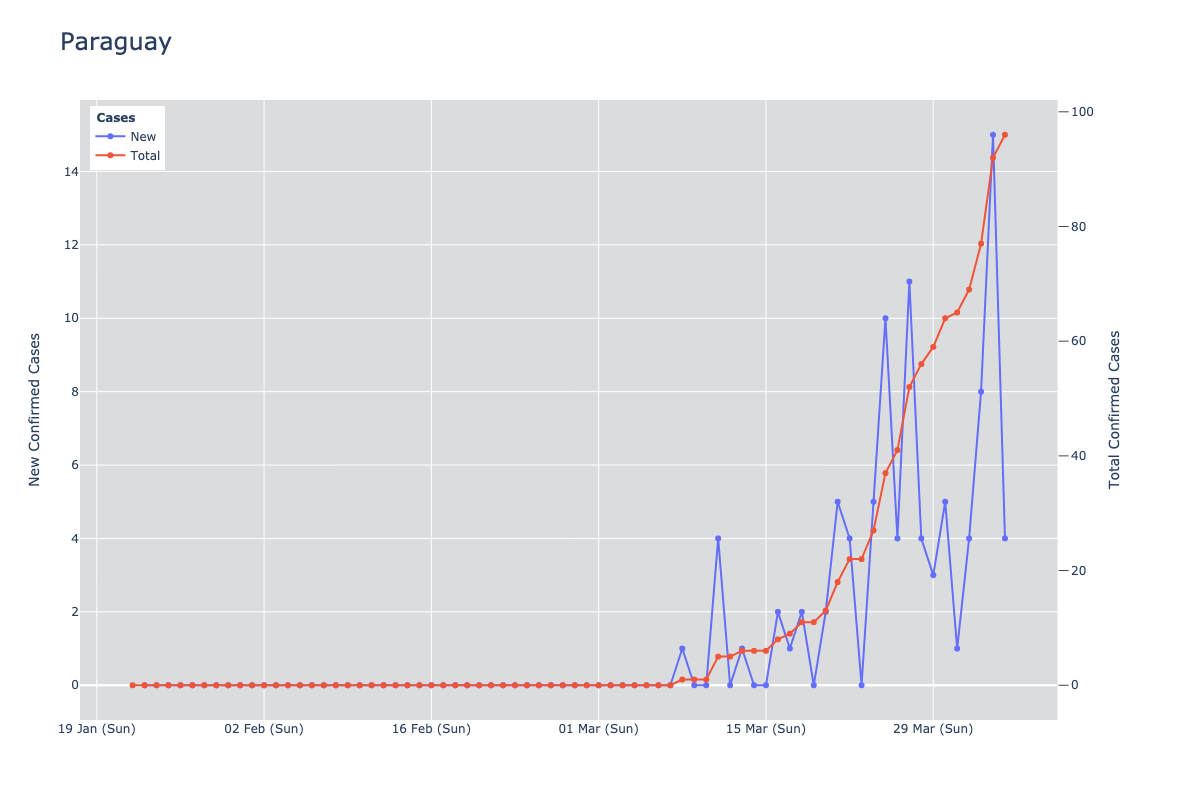 Paraguay
Cases
New
Total
New Confirmed Cases
14
12
10
8
6
4
2
0
100
80
60
40
20
0
Total Confirmed Cases
19 Jan (Sun)
02 Feb (Sun)
16 Feb (Sun)
01 Mar (Sun)
15 Mar (Sun)
29 Mar (Sun)